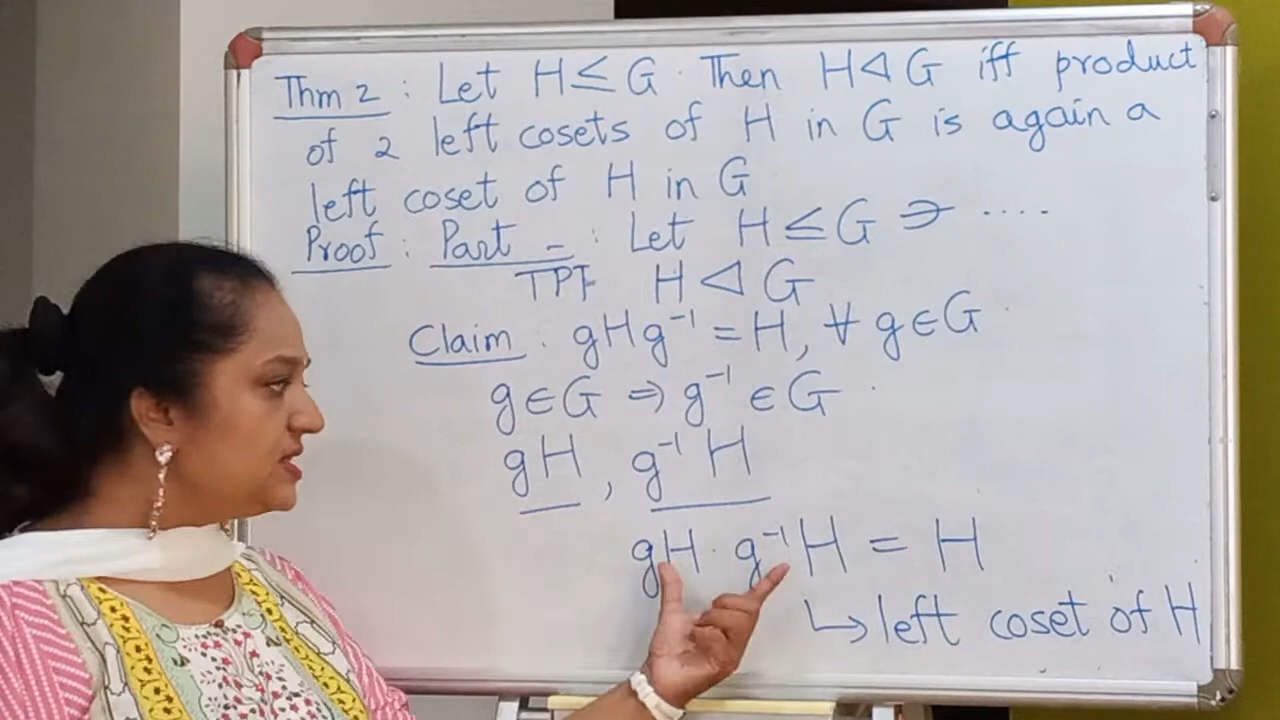 Thm 2 : Let H ≤ G. Then H ◁ G iff product
of 2 left cosets of H in G is again a
left coset of H in G
Proof : Part - : Let H ≤ G ∋ ....
TPT H ◁ G
Claim. gHg⁻¹ = H, ∀ g ∈ G
g ∈ G ⇒ g⁻¹ ∈ G.
gH, g⁻¹H
gH. g⁻¹H = H
↳ left coset of H